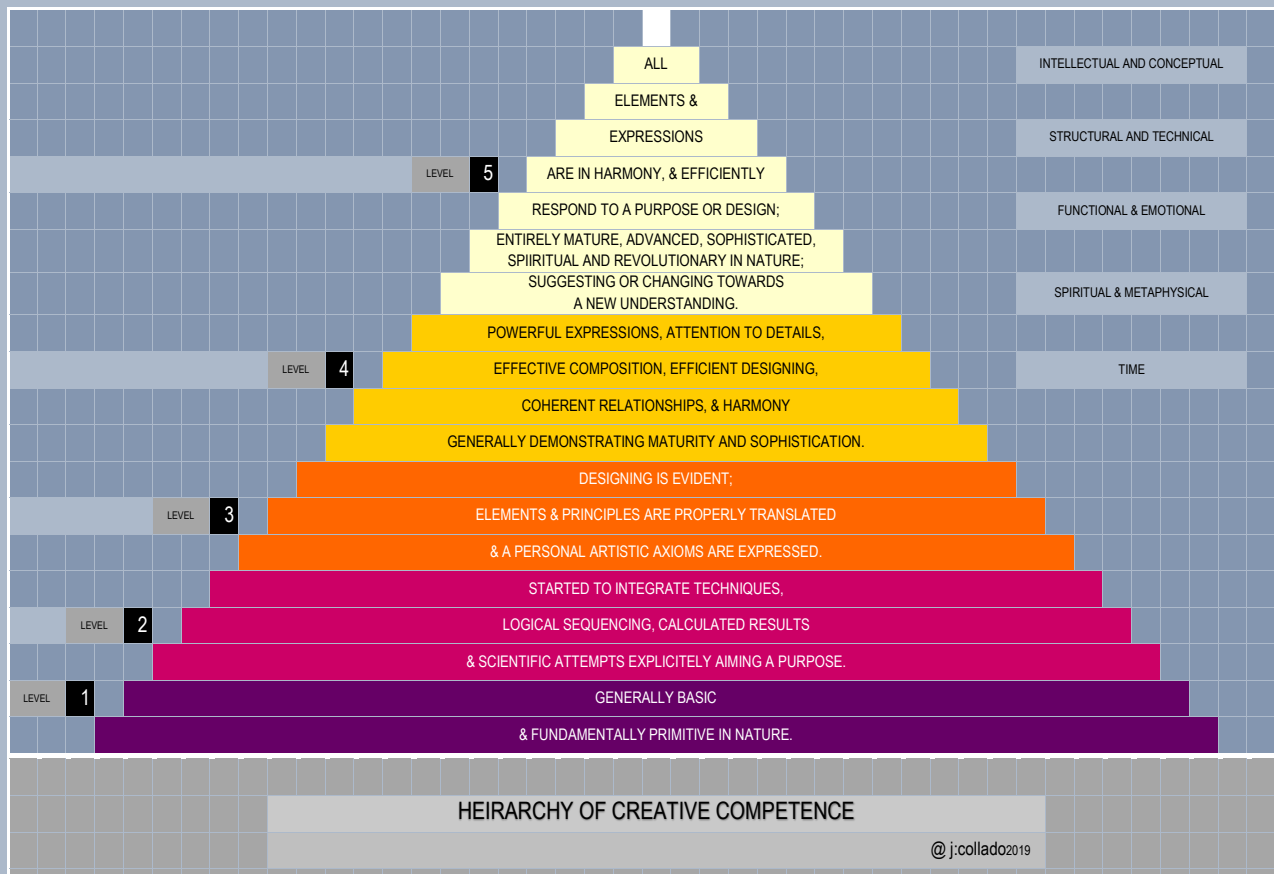 ALL
INTELLECTUAL AND CONCEPTUAL
ELEMENTS &
EXPRESSIONS
STRUCTURAL AND TECHNICAL
LEVEL 5
ARE IN HARMONY, & EFFICIENTLY
RESPOND TO A PURPOSE OR DESIGN;
FUNCTIONAL & EMOTIONAL
ENTIRELY MATURE, ADVANCED, SOPHISTICATED,
SPIIRITUAL AND REVOLUTIONARY IN NATURE;
SUGGESTING OR CHANGING TOWARDS
A NEW UNDERSTANDING.
SPIRITUAL & METAPHYSICAL
POWERFUL EXPRESSIONS, ATTENTION TO DETAILS,
LEVEL 4
EFFECTIVE COMPOSITION, EFFICIENT DESIGNING,
TIME
COHERENT RELATIONSHIPS, & HARMONY
GENERALLY DEMONSTRATING MATURITY AND SOPHISTICATION.
DESIGNING IS EVIDENT;
LEVEL 3
ELEMENTS & PRINCIPLES ARE PROPERLY TRANSLATED
& A PERSONAL ARTISTIC AXIOMS ARE EXPRESSED.
STARTED TO INTEGRATE TECHNIQUES,
LEVEL 2
LOGICAL SEQUENCING, CALCULATED RESULTS
& SCIENTIFIC ATTEMPTS EXPLICITELY AIMING A PURPOSE.
LEVEL 1
GENERALLY BASIC
& FUNDAMENTALLY PRIMITIVE IN NATURE.
HEIRARCHY OF CREATIVE COMPETENCE
@ j:collado2019